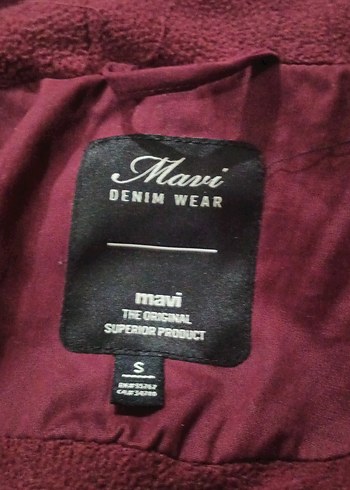 Mavi
DENIM WEAR
mavi
THE ORIGINAL
SUPERIOR PRODUCT
S